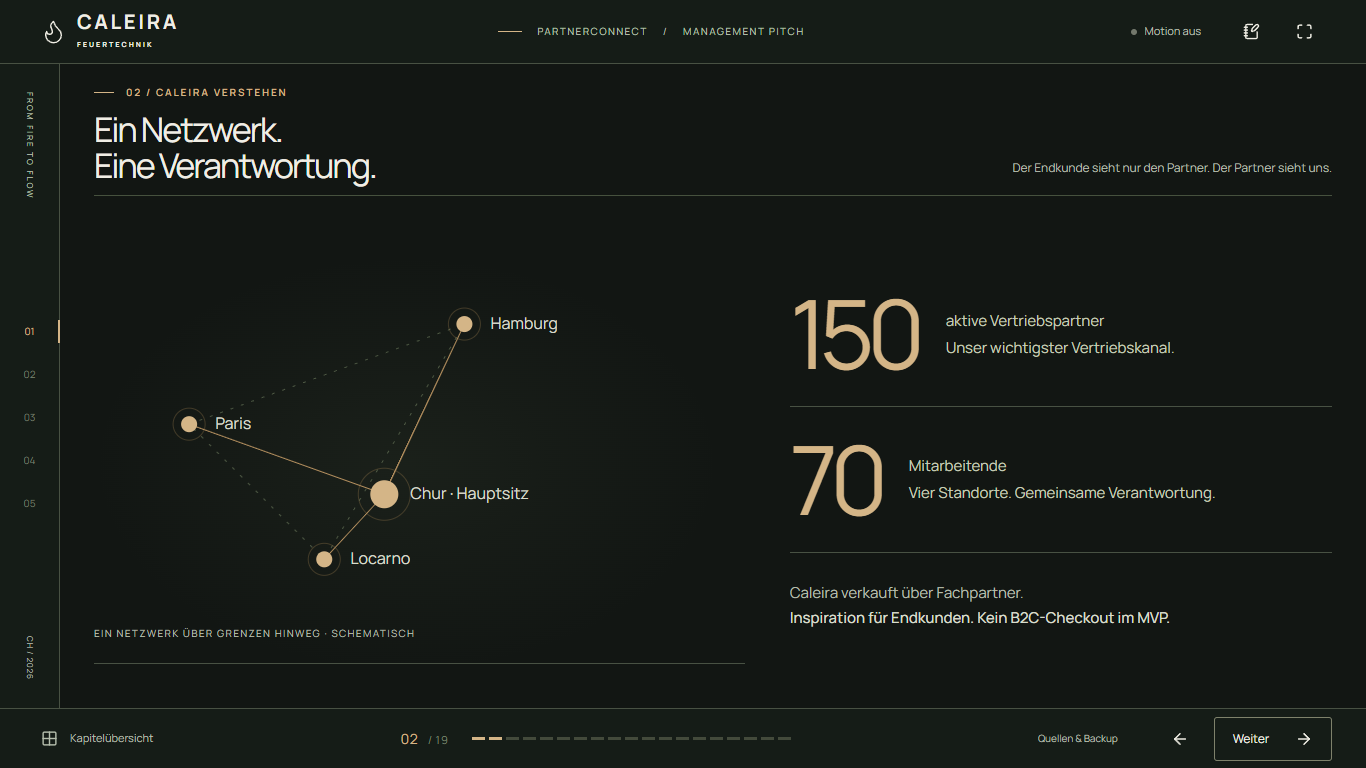 CALEIRA
FEUERTECHNIK
PARTNERCONNECT / MANAGEMENT PITCH
Motion aus
FROM FIRE TO FLOW
01
02
03
04
05
CH / 2026
02 / CALEIRA VERSTEHEN
Ein Netzwerk.
Eine Verantwortung.
Der Endkunde sieht nur den Partner. Der Partner sieht uns.
Hamburg
Paris
Chur · Hauptsitz
Locarno
EIN NETZWERK ÜBER GRENZEN HINWEG · SCHEMATISCH
150
aktive Vertriebspartner
Unser wichtigster Vertriebskanal.
70
Mitarbeitende
Vier Standorte. Gemeinsame Verantwortung.
Caleira verkauft über Fachpartner.
Inspiration für Endkunden. Kein B2C-Checkout im MVP.
Kapitelübersicht
02 / 19
Quellen & Backup
Weiter